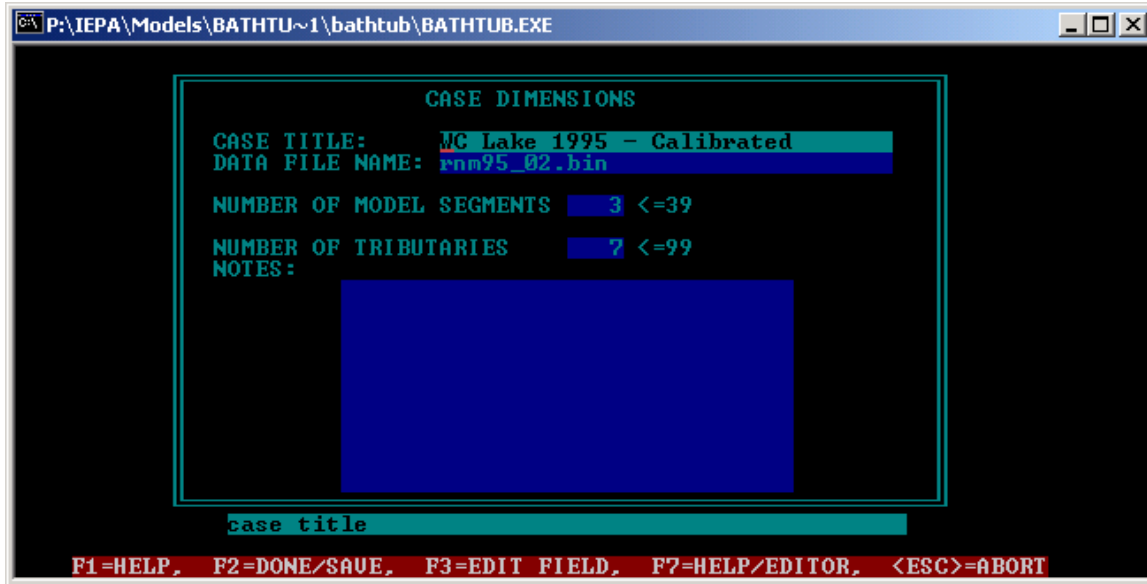 P:\IEPA\Models\BATHTU~1\bathtub\BATHTUB.EXE
CASE DIMENSIONS
CASE TITLE: WC Lake 1995 - Calibrated
DATA FILE NAME: rnm95_02.bin
NUMBER OF MODEL SEGMENTS 3 <=39
NUMBER OF TRIBUTARIES 7 <=99
NOTES:
case title
F1=HELP, F2=DONE/SAVE, F3=EDIT FIELD, F7=HELP/EDITOR, <ESC>=ABORT